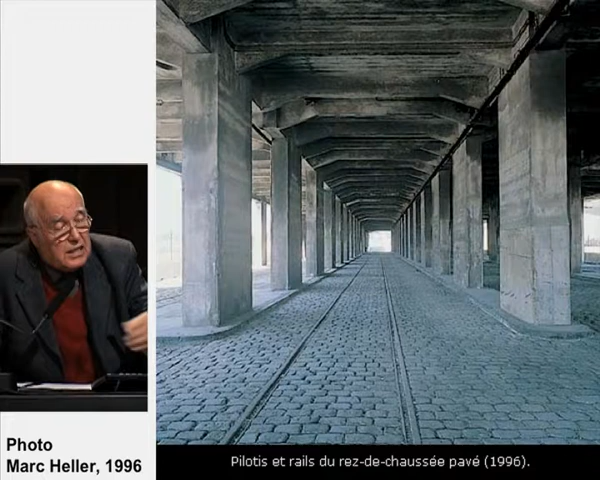 Photo
Marc Heller, 1996
Pilotis et rails du rez-de-chaussée pavé (1996).